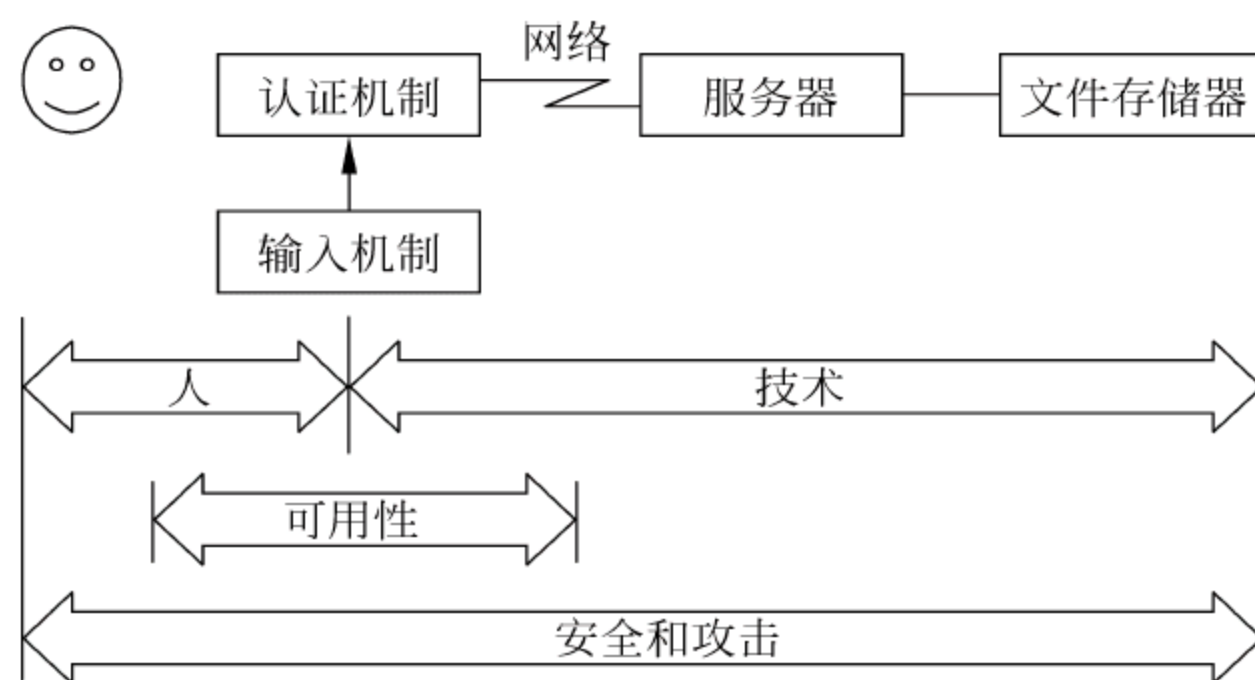 网络
认证机制
服务器
文件存储器
输入机制
人
技术
可用性
安全和攻击